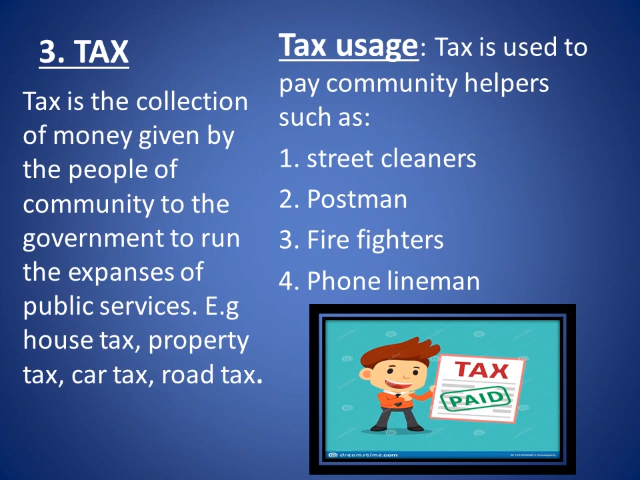 3. TAX
Tax is the collection
of money given by
the people of
community to the
government to run
the expanses of
public services. E.g
house tax, property
tax, car tax, road tax.
Tax usage: Tax is used to
pay community helpers
such as:
1. street cleaners
2. Postman
3. Fire fighters
4. Phone lineman
TAX
PAID
dreamstime.com